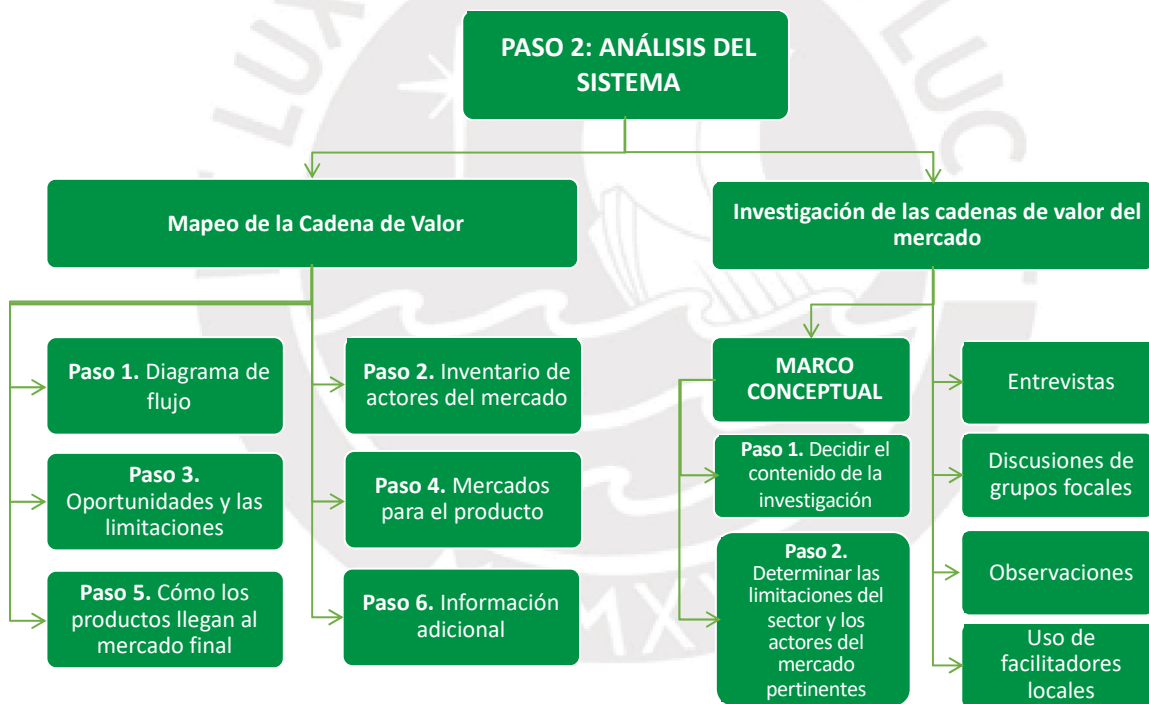 PASO 2: ANÁLISIS DEL
SISTEMA
Mapeo de la Cadena de Valor
Investigación de las cadenas de valor del
mercado
Paso 1. Diagrama de
flujo
Paso 2. Inventario de
actores del mercado
Paso 3.
Oportunidades y las
limitaciones
Paso 4. Mercados
para el producto
Paso 5. Cómo los
productos llegan al
mercado final
Paso 6. Información
adicional
MARCO
CONCEPTUAL
Paso 1. Decidir el
contenido de la
investigación
Paso 2.
Determinar las
limitaciones del
sector y los
actores del
mercado
pertinentes
Entrevistas
Discusiones de
grupos focales
Observaciones
Uso de
facilitadores
locales
LUX
LUC
MX